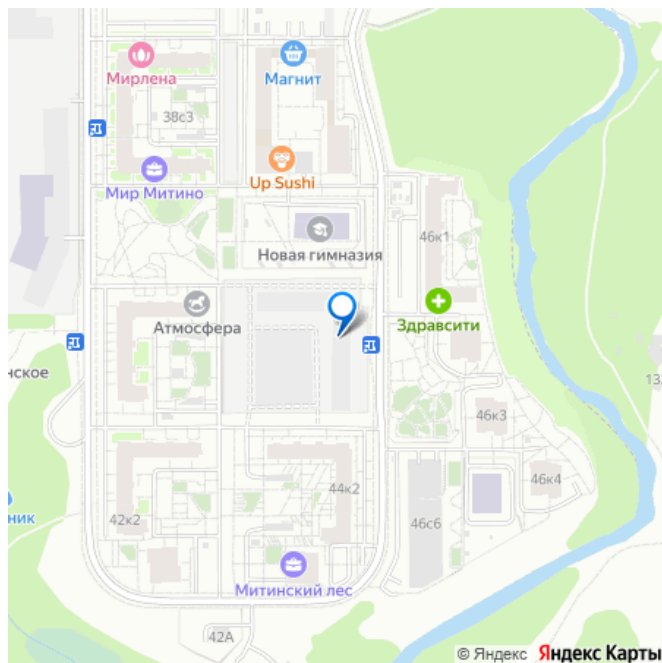 Мирлена
Магнит
38с3
Мир Митино
Up Sushi
Новая гимназия
46к1
Атмосфера
Здравсити
нское
13
46к3
46к4
44к2
42к2
46с6
ник
Митинский лес
42А
© Яндекс Яндекс Карты